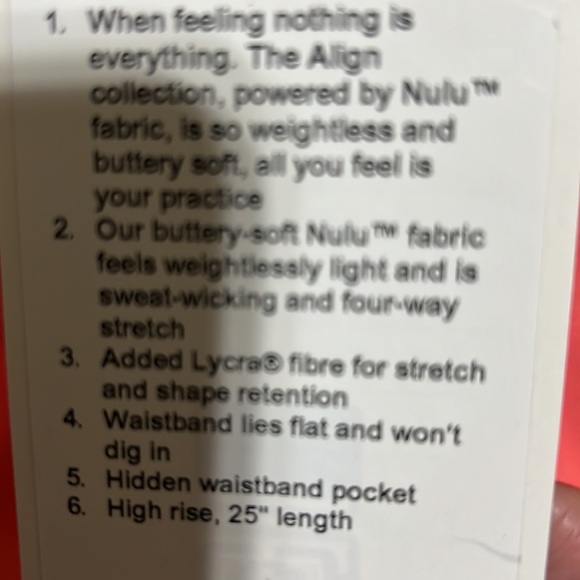 1. When feeling nothing is
everything. The Align
collection, powered by Nulu™
fabric, is so weightless and
buttery soft, all you feel is
your practice
2. Our buttery-soft Nulu™ fabric
feels weightlessly light and is
sweat-wicking and four-way
stretch
3. Added Lycra® fibre for stretch
and shape retention
4. Waistband lies flat and won't
dig in
5. Hidden waistband pocket
6. High rise, 25" length